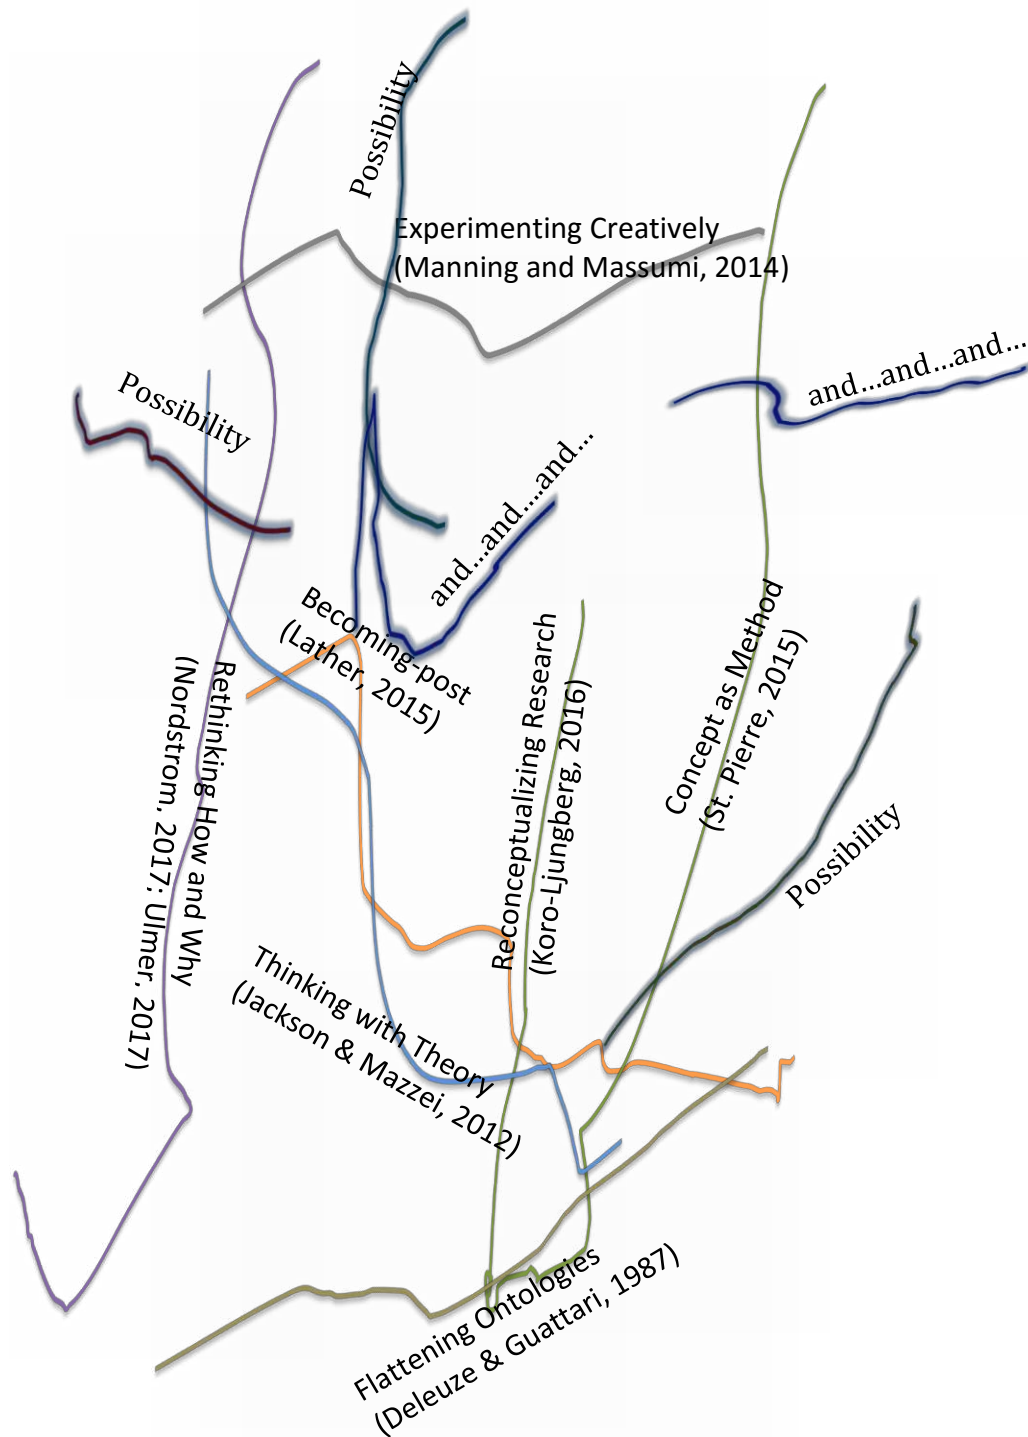 Possibility
Experimenting Creatively
(Manning and Massumi, 2014)
and…and…and…
Possibility
and…and….and…
Becoming-post
(Lather, 2015)
Rethinking How and Why
(Nordstrom, 2017; Ulmer, 2017)
Reconceptualizing Research
(Koro-Ljungberg, 2016)
Concept as Method
(St. Pierre, 2015)
Possibility
Thinking with Theory
(Jackson & Mazzei, 2012)
Flattening Ontologies
(Deleuze & Guattari, 1987)